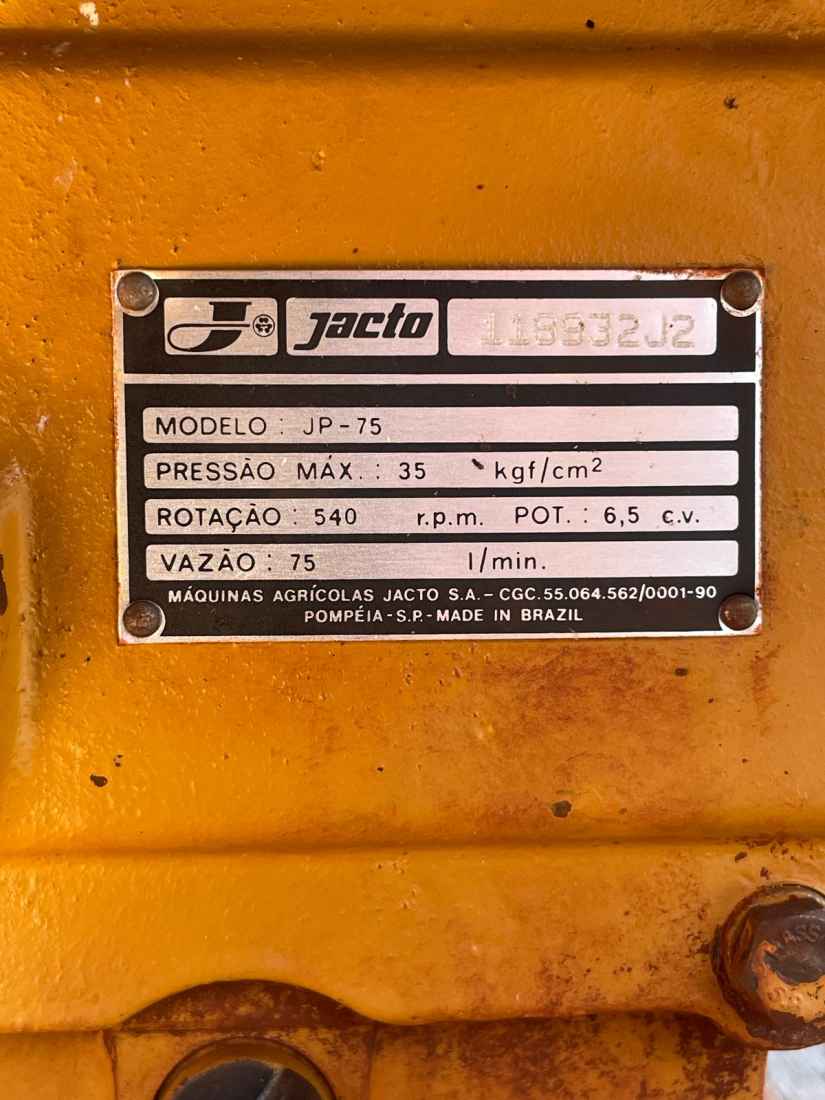 J jacto 118932J2
MODELO : JP-75
PRESSÃO MÁX. : 35 kgf/cm²
ROTAÇÃO : 540 r.p.m. POT. : 6,5 c.v.
VAZÃO : 75 l/min.
MÁQUINAS AGRÍCOLAS JACTO S.A.- CGC.55.064.562/0001-90
POMPÉIA-S.P.-MADE IN BRAZIL